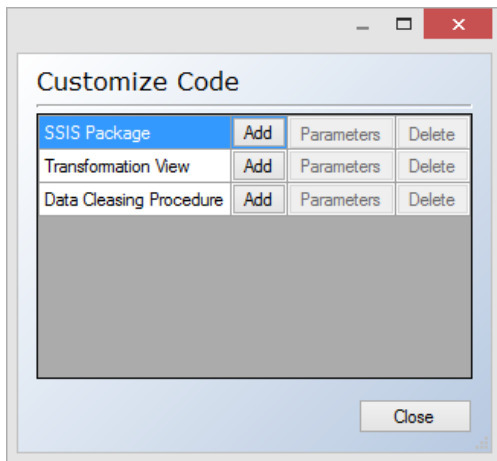 Customize Code
SSIS Package Add Parameters Delete
Transformation View Add Parameters Delete
Data Cleasing Procedure Add Parameters Delete
Close